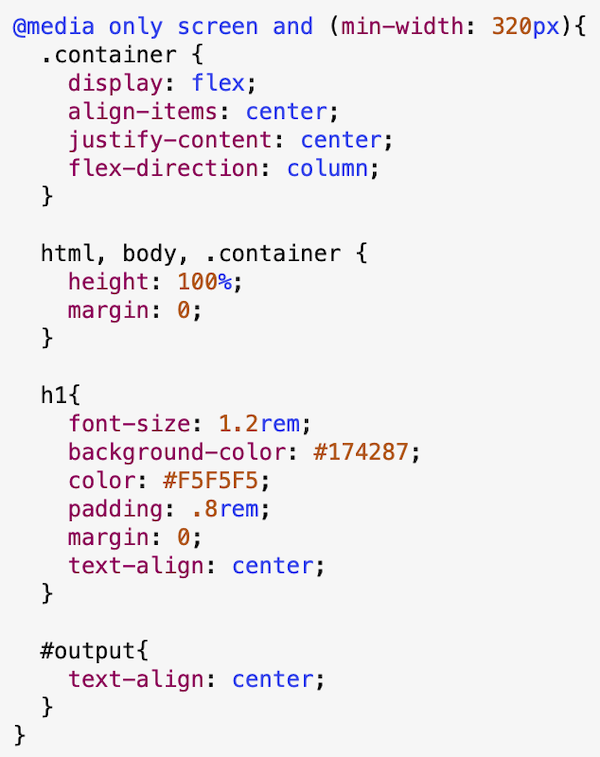 @media only screen and (min-width: 320px){
  .container {
    display: flex;
    align-items: center;
    justify-content: center;
    flex-direction: column;
  }

  html, body, .container {
    height: 100%;
    margin: 0;
  }

  h1{
    font-size: 1.2rem;
    background-color: #174287;
    color: #F5F5F5;
    padding: .8rem;
    margin: 0;
    text-align: center;
  }

  #output{
    text-align: center;
  }
}